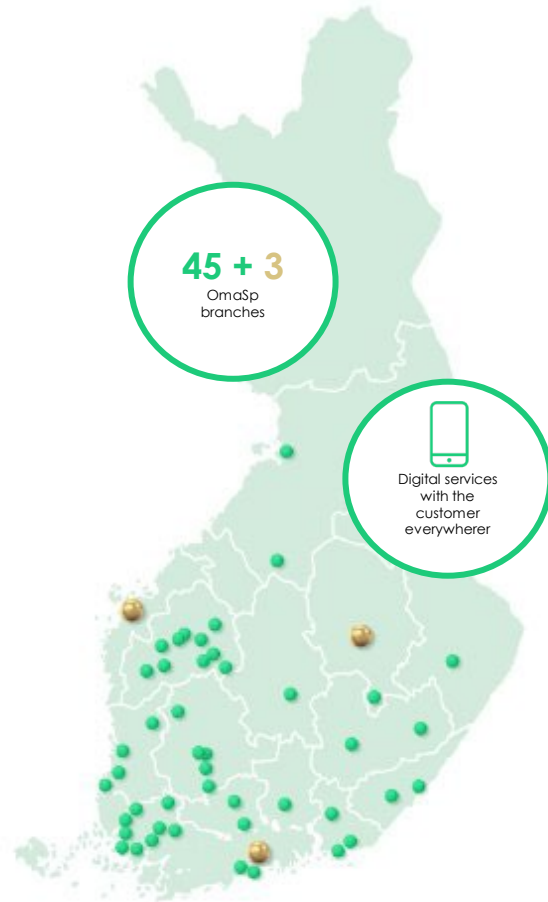 45 + 3
OmaSp
branches
Digital services
with the
customer
everywherer